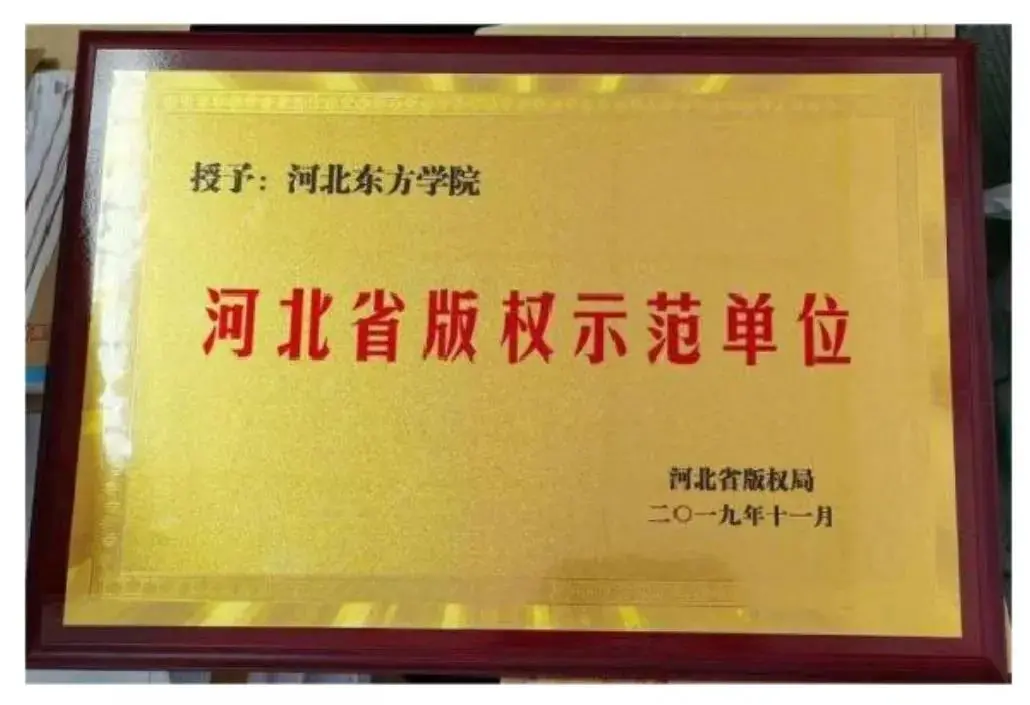 授予：河北东方学院
河北省版权示范单位
河北省版权局
二〇一九年十一月